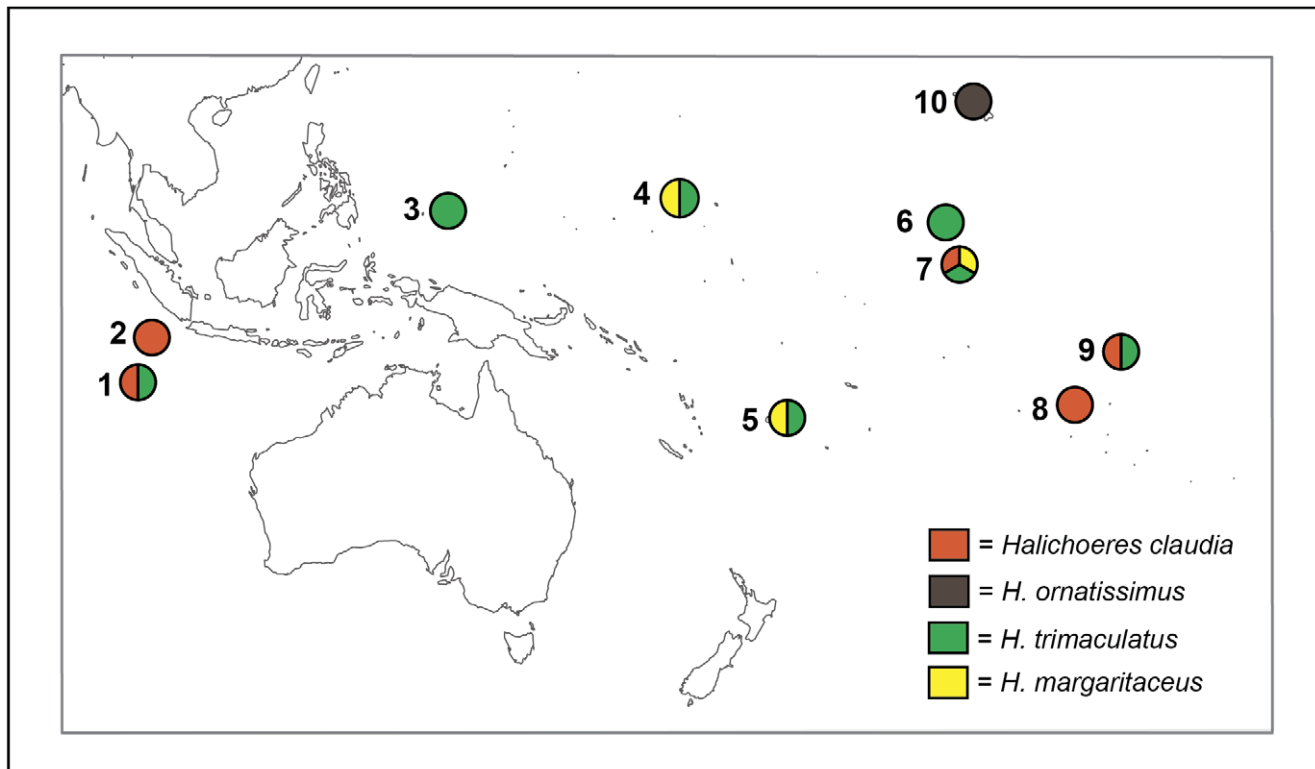 10
4
3
6
7
2
9
1
8
5
= Halichoeres claudia
= H. ornatissimus
= H. trimaculatus
= H. margaritaceus